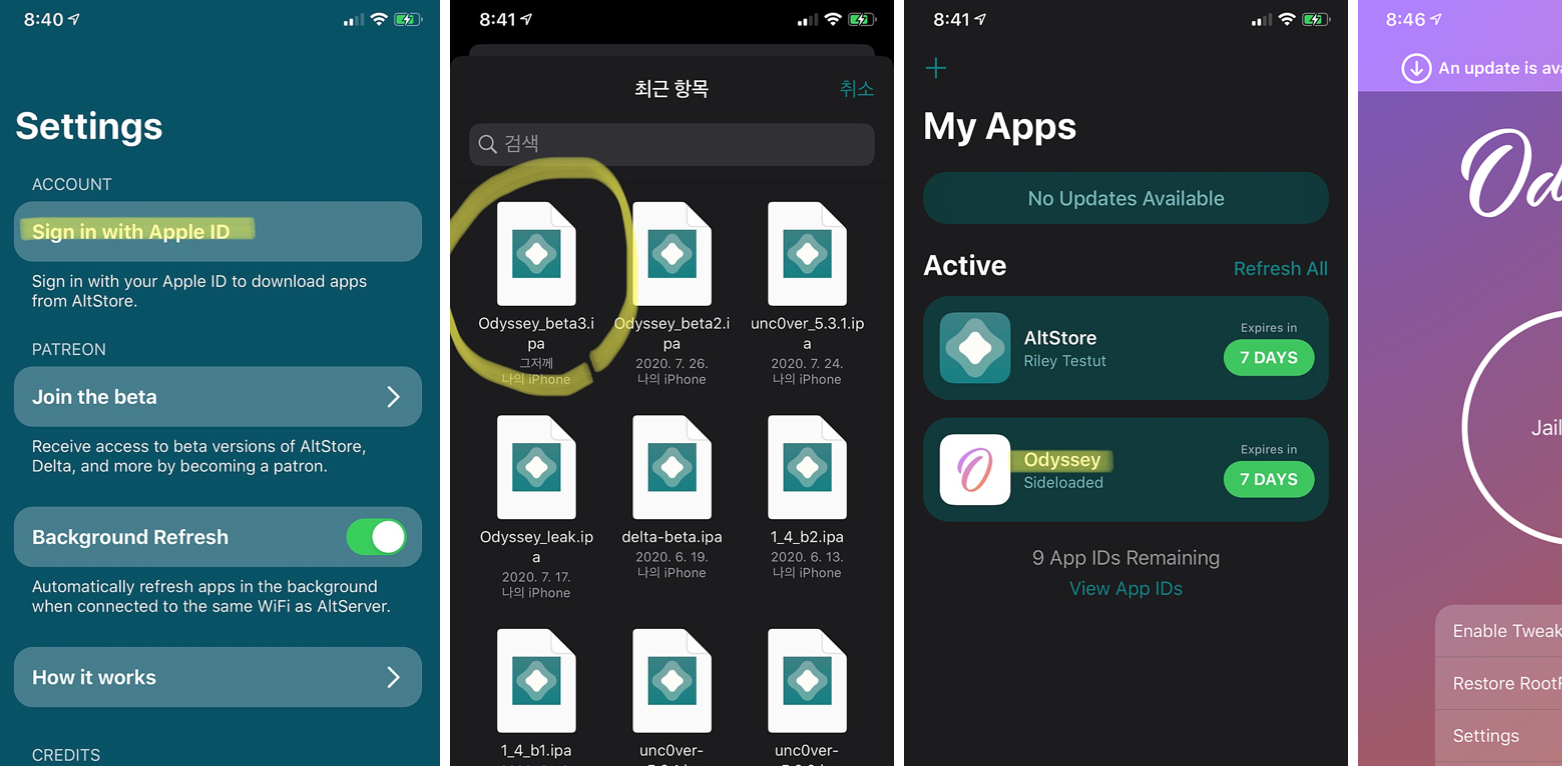 8:40
Settings
ACCOUNT
Sign in with Apple ID
Sign in with your Apple ID to download apps
from AltStore.
PATREON
Join the beta
Receive access to beta versions of AltStore,
Delta, and more by becoming a patron.
Background Refresh
Automatically refresh apps in the background
when connected to the same WiFi as AltServer.
How it works
CREDITS
8:41
최근 항목
취소
검색
Odyssey_beta3.i
pa
그저께
나의 iPhone
Odyssey_beta2.i
pa
2020. 7. 26.
나의 iPhone
unc0ver_5.3.1.ip
a
2020. 7. 24.
나의 iPhone
Odyssey_leak.ip
a
2020. 7. 17.
나의 iPhone
delta-beta.ipa
2020. 6. 19.
나의 iPhone
1_4_b2.ipa
2020. 6. 13.
나의 iPhone
1_4_b1.ipa
unc0ver-
unc0ver-
8:41
My Apps
No Updates Available
Active
Refresh All
AltStore
Riley Testut
Expires in
7 DAYS
Odyssey
Sideloaded
Expires in
7 DAYS
9 App IDs Remaining
View App IDs
8:46
An update is ava
Od
Jail
Enable Tweak
Restore RootF
Settings